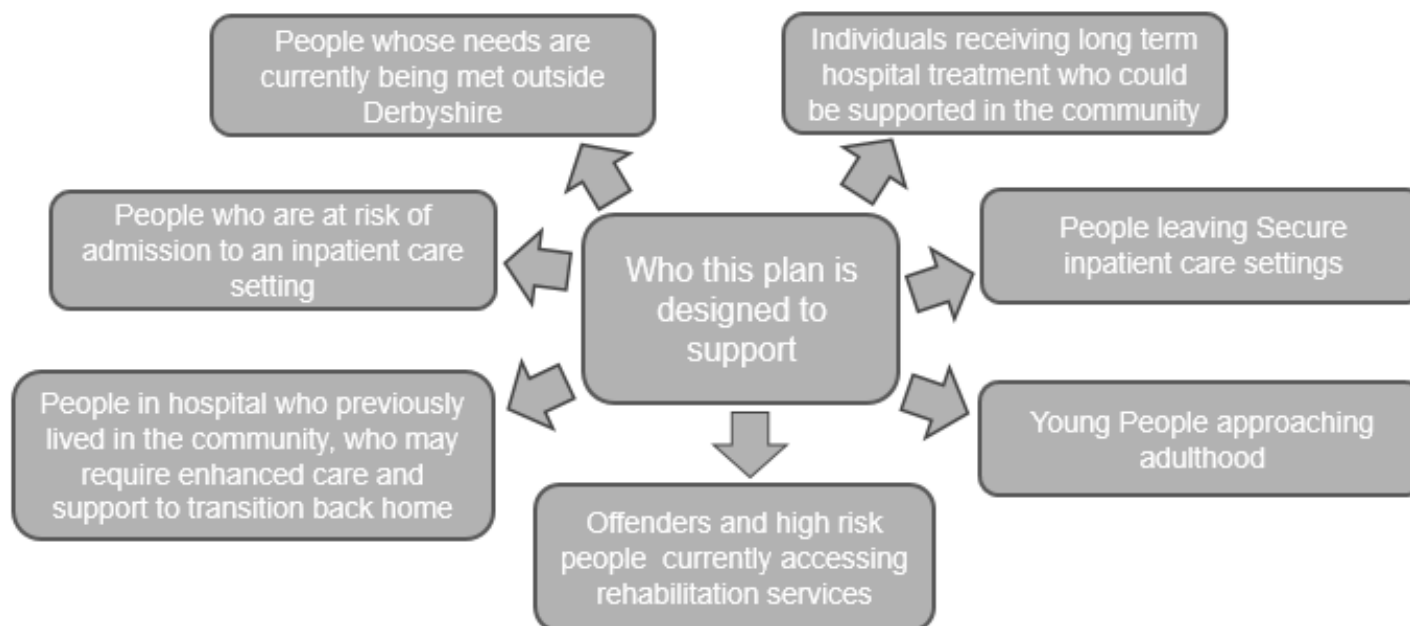 People whose needs are
currently being met outside
Derbyshire
Individuals receiving long term
hospital treatment who could
be supported in the community
People who are at risk of
admission to an inpatient care
setting
Who this plan is
designed to
support
People leaving Secure
inpatient care settings
People in hospital who previously
lived in the community, who may
require enhanced care and
support to transition back home
Young People approaching
adulthood
Offenders and high risk
people currently accessing
rehabilitation services